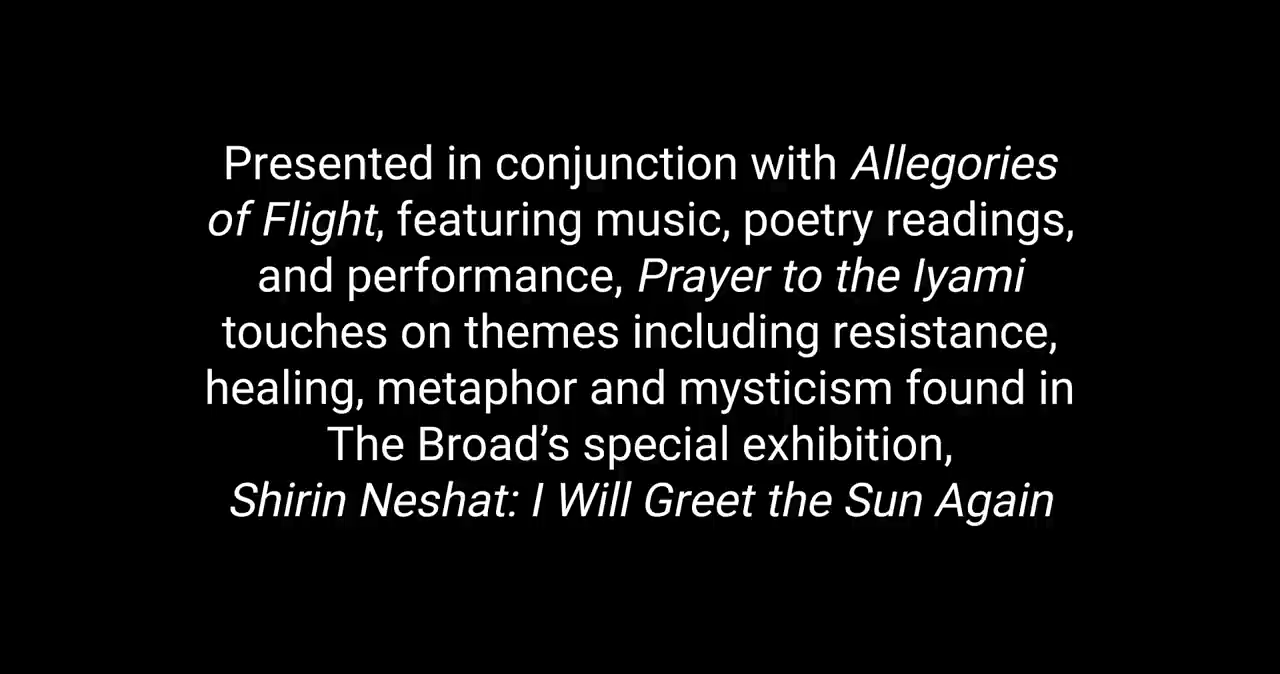 Presented in conjunction with Allegories
of Flight, featuring music, poetry readings,
and performance, Prayer to the Iyami
touches on themes including resistance,
healing, metaphor and mysticism found in
The Broad’s special exhibition,
Shirin Neshat: I Will Greet the Sun Again